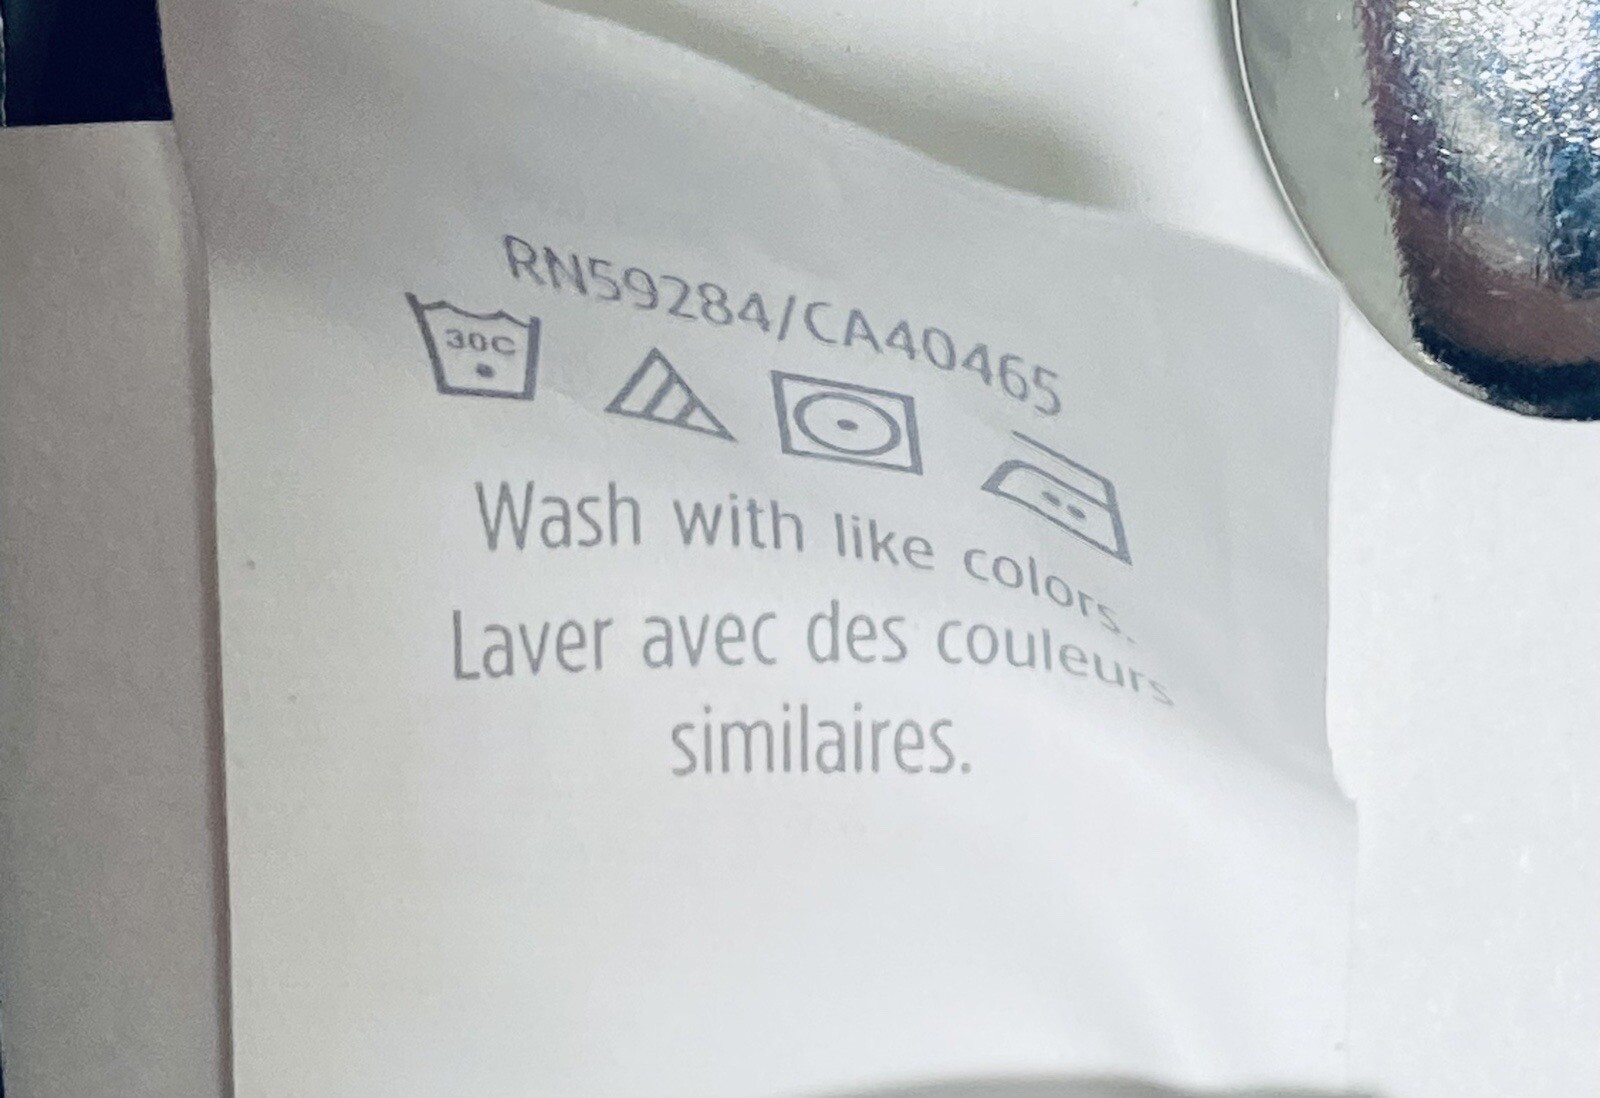 RN59284/CA40465
30C
Wash with like colors.
Laver avec des couleurs
similaires.